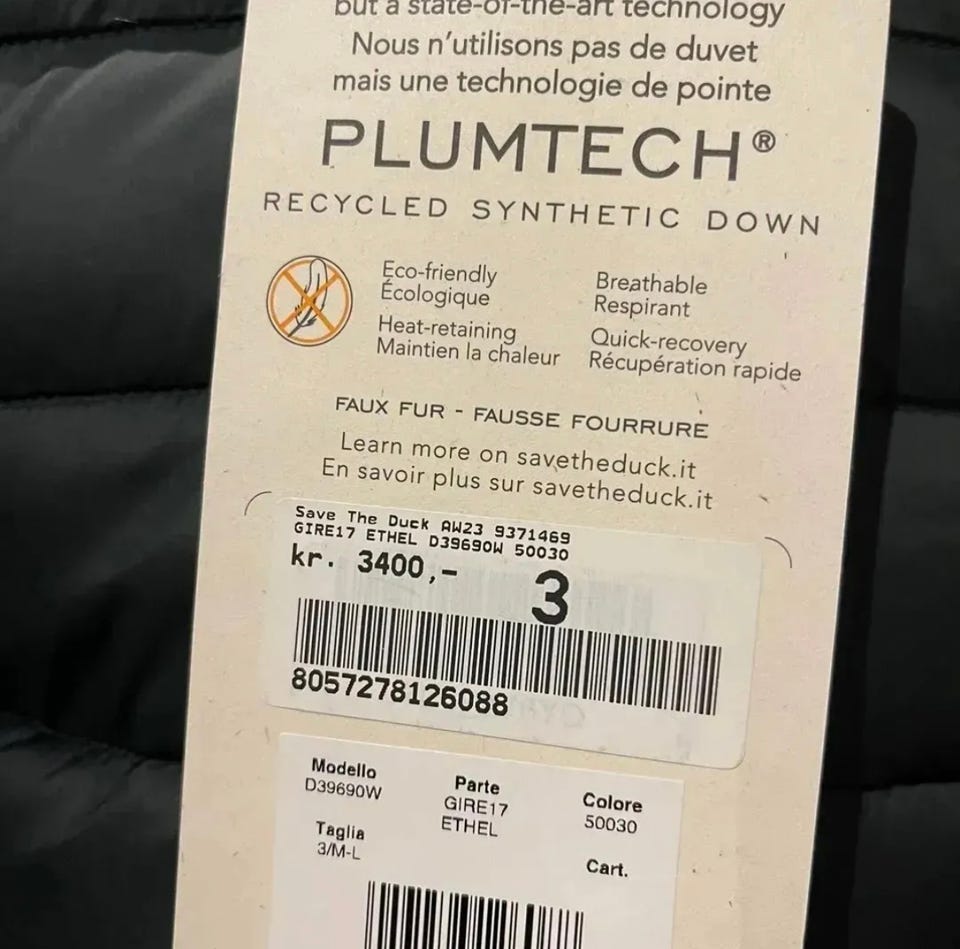 but a state-of-the-art technology
Nous n'utilisons pas de duvet
mais une technologie de pointe
PLUMTECH®
RECYCLED SYNTHETIC DOWN
Eco-friendly
Écologique
Heat-retaining
Maintien la chaleur
Breathable
Respirant
Quick-recovery
Récupération rapide
FAUX FUR - FAUSSE FOURRURE
Learn more on savetheduck.it
En savoir plus sur savetheduck.it
Save The Duck AW23 9371469
GIRE17 ETHEL D39690W 50030
kr. 3400,- 3
8057278126088
Modello
D39690W
Parte
GIRE17
ETHEL
Colore
50030
Taglia
3/M-L
Cart.